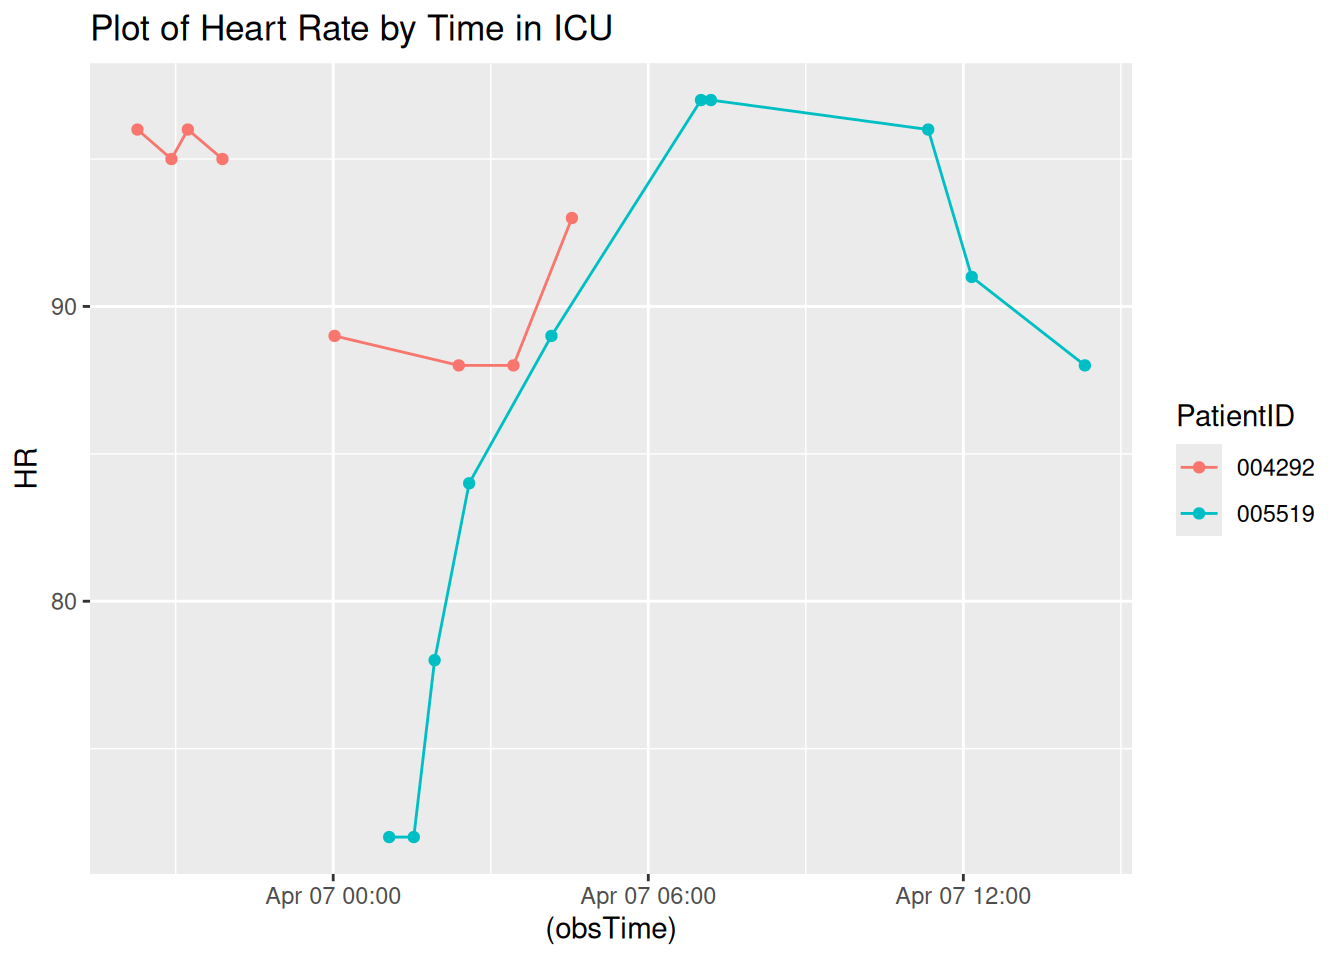 Plot of Heart Rate by Time in ICU
90
80
HR
Apr 07 00:00
Apr 07 06:00
Apr 07 12:00
(obsTime)
PatientID
004292
005519